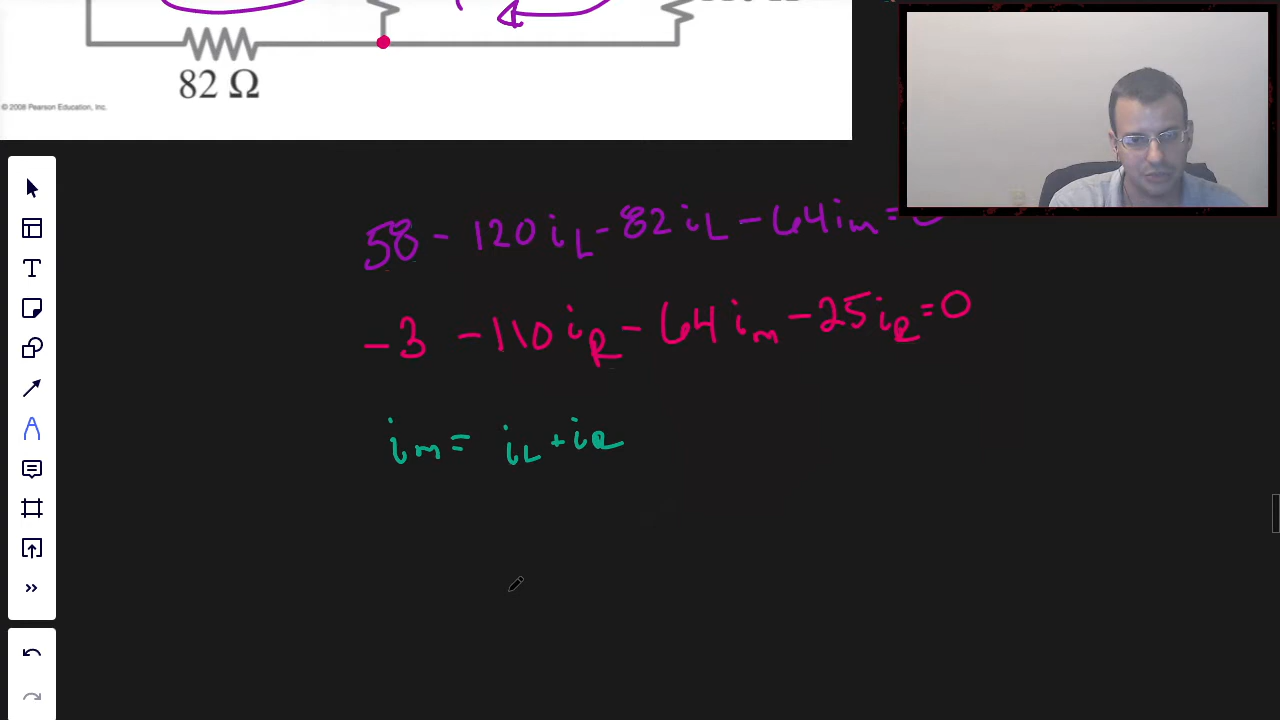 82 Ω
© 2008 Pearson Education, Inc.
58 - 120 iL - 82 iL - 64 im =
-3 - 110 iR - 64 im - 25 iR = 0
im = iL + iR